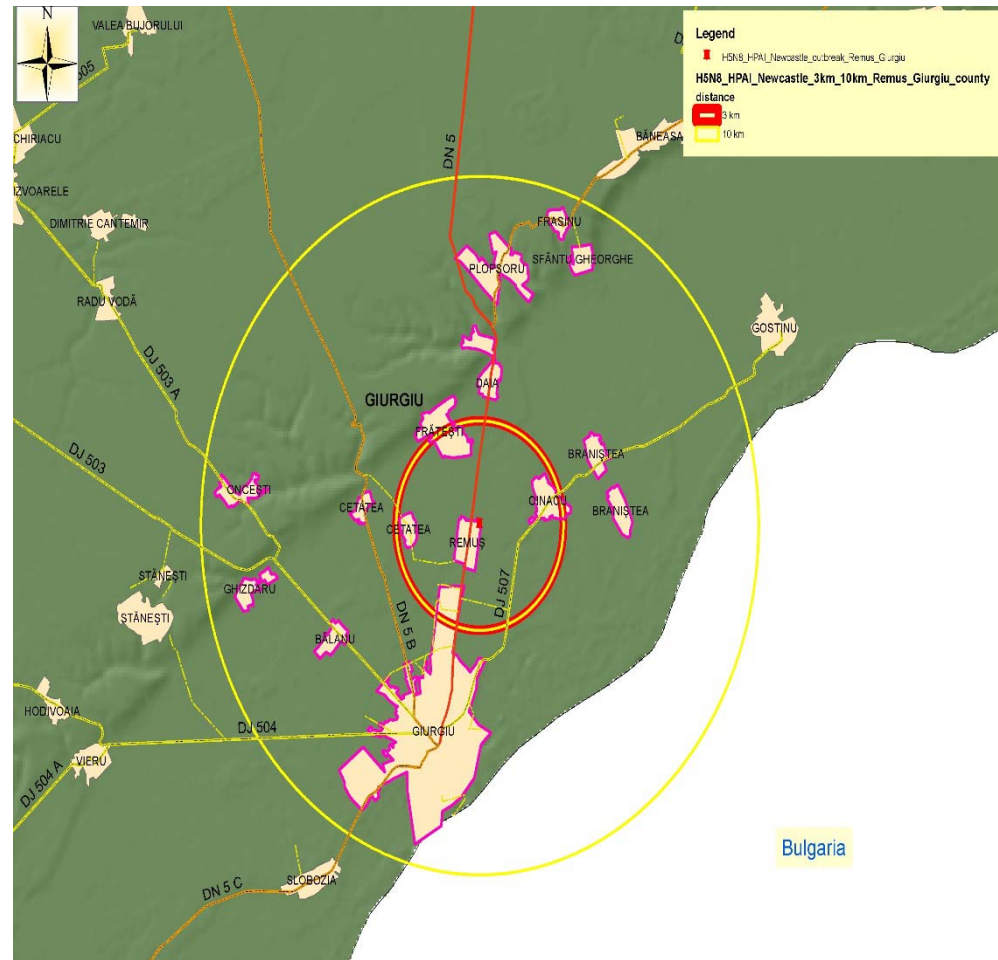 N
VALEA BUJORULUI
505
CHIRIACU
IZVOARELE
DIMITRIE CANTEMIR
RADU VODĂ
DJ 503 A
DJ 503
DN 5
Legend
H5N8_HPAI_Newcastle_outbreak_Remus_Giurgiu
H5N8_HPAI_Newcastle_3km_10km_Remus_Giurgiu_county
distance
3 km
10 km
BĂNEASA
FRASINU
SFÂNTU GHEORGHE
PLOPȘORU
GOSTINU
DAIA
GIURGIU
FRĂTEȘTI
BRANIȘTEA
ONCEȘTI
CETATEA
CETATEA
OINACU
BRANIȘTEA
REMUȘ
STĂNEȘTI
GHIZDARU
STĂNEȘTI
BĂLANU
DN 5 B
DJ 507
HODIVOAIA
VIERU
DJ 504
DJ 504 A
GIURGIU
SLOBOZIA
DN 5 C
Bulgaria